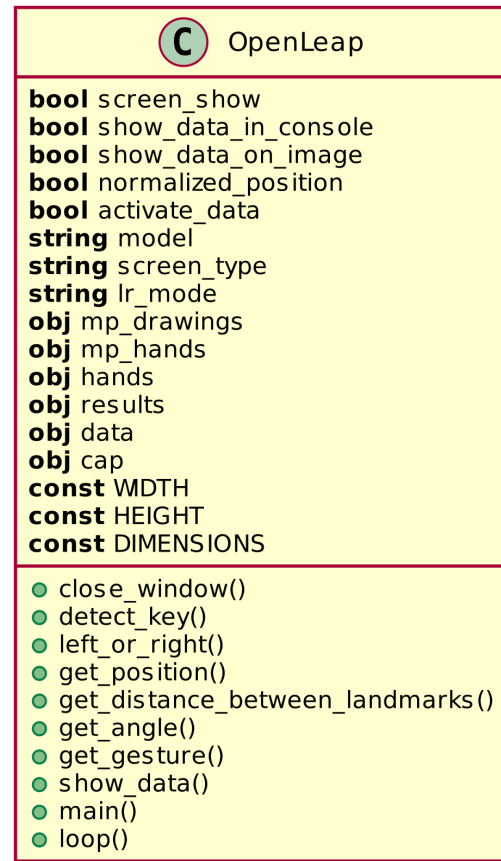 C OpenLeap
bool screen_show
bool show_data_in_console
bool show_data_on_image
bool normalized_position
bool activate_data
string model
string screen_type
string lr_mode
obj mp_drawings
obj mp_hands
obj hands
obj results
obj data
obj cap
const WIDTH
const HEIGHT
const DIMENSIONS
close_window()
detect_key()
left_or_right()
get_position()
get_distance_between_landmarks()
get_angle()
get_gesture()
show_data()
main()
loop()